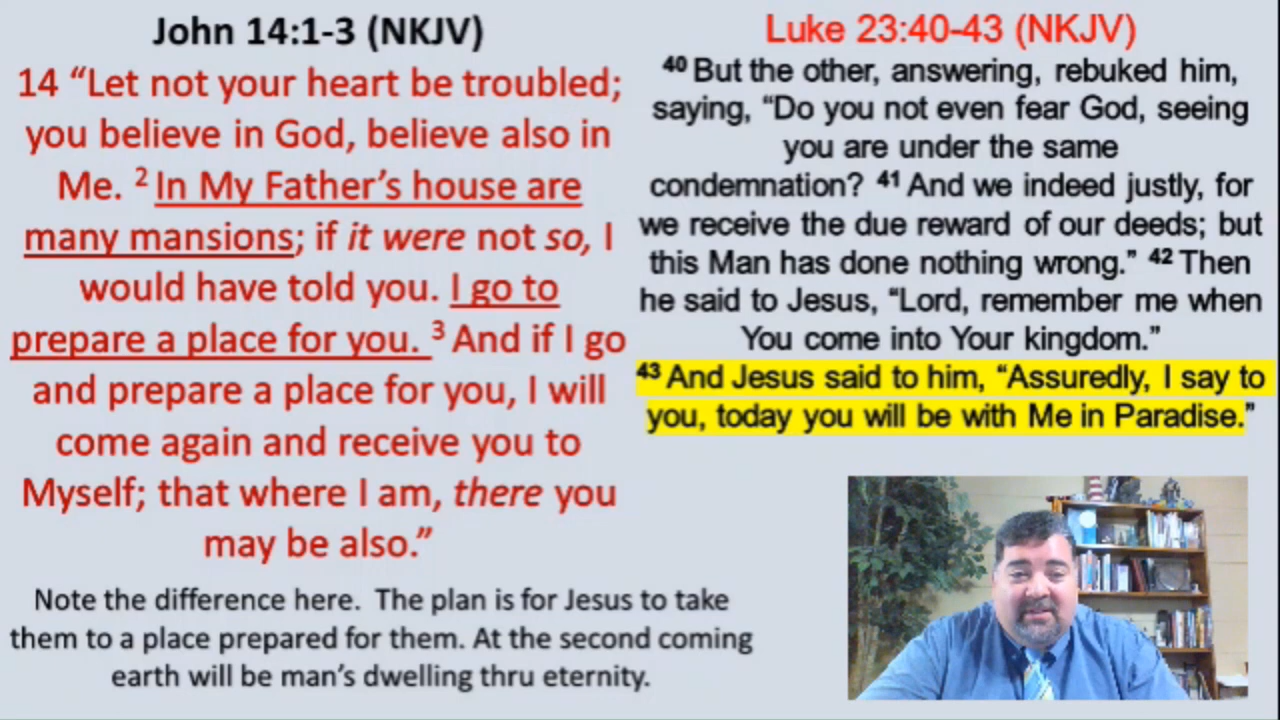 John 14:1-3 (NKJV)
14 “Let not your heart be troubled;
you believe in God, believe also in
Me. 2 In My Father’s house are
many mansions; if it were not so, I
would have told you. I go to
prepare a place for you. 3 And if I go
and prepare a place for you, I will
come again and receive you to
Myself; that where I am, there you
may be also.”
Note the difference here. The plan is for Jesus to take
them to a place prepared for them. At the second coming
earth will be man’s dwelling thru eternity.
Luke 23:40-43 (NKJV)
40 But the other, answering, rebuked him,
saying, “Do you not even fear God, seeing
you are under the same
condemnation? 41 And we indeed justly, for
we receive the due reward of our deeds; but
this Man has done nothing wrong.” 42 Then
he said to Jesus, “Lord, remember me when
You come into Your kingdom.”
43 And Jesus said to him, “Assuredly, I say to
you, today you will be with Me in Paradise.”